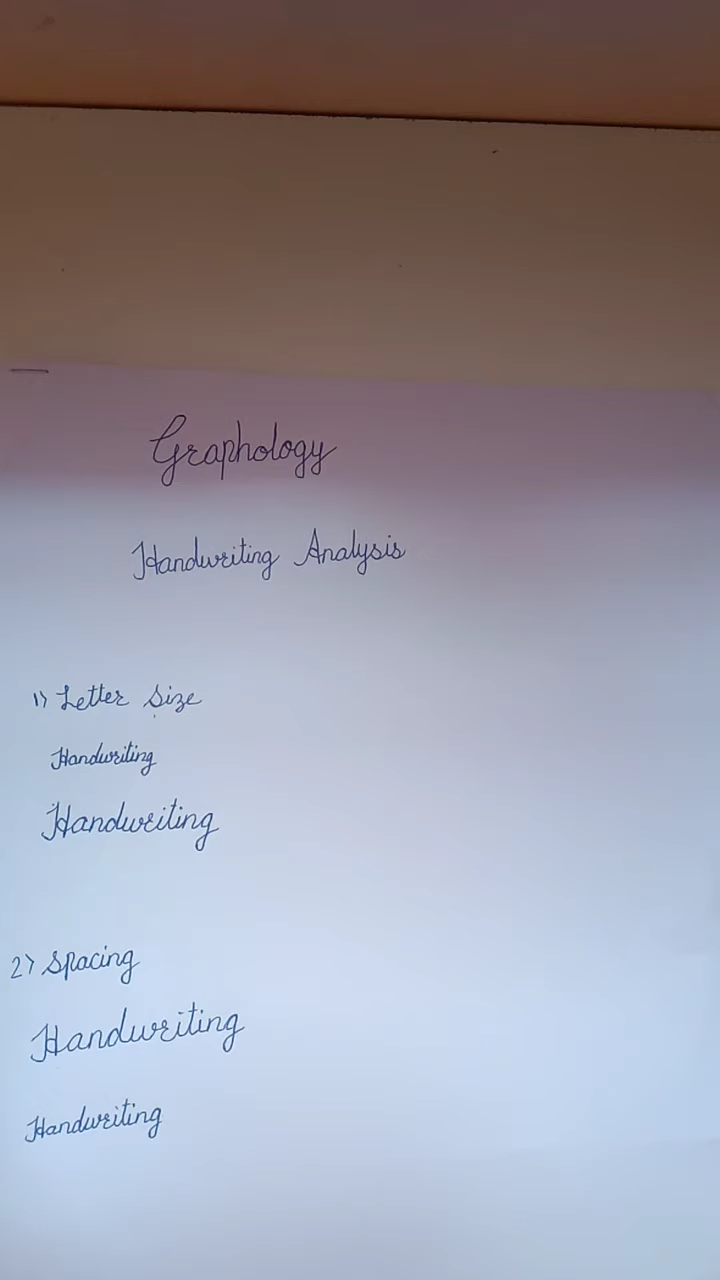 Graphology
Handwriting Analysis
1) Letter Size
Handwriting
Handwriting
2) Spacing
Handwriting
Handwriting